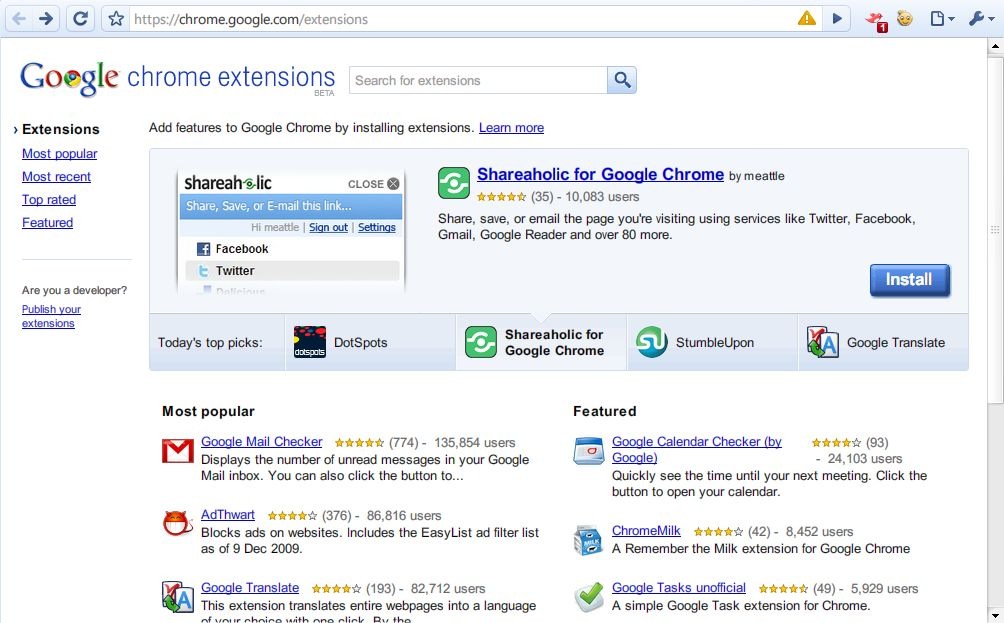 https://chrome.google.com/extensions
1
Google chrome extensions
BETA
Search for extensions
› Extensions
Most popular
Most recent
Top rated
Featured
Are you a developer?
Publish your
extensions
Add features to Google Chrome by installing extensions. Learn more
shareaholic CLOSE
Share, Save, or E-mail this link...
Hi meattle | Sign out | Settings
Facebook
Twitter
Delicious
Shareaholic for Google Chrome by meattle
(35) - 10,083 users
Share, save, or email the page you're visiting using services like Twitter, Facebook,
Gmail, Google Reader and over 80 more.
Install
Today's top picks:
dotspots
DotSpots
Shareaholic for
Google Chrome
StumbleUpon
Google Translate
Most popular
Google Mail Checker (774) - 135,854 users
Displays the number of unread messages in your Google
Mail inbox. You can also click the button to...
AdThwart (376) - 86,816 users
Blocks ads on websites. Includes the EasyList ad filter list
as of 9 Dec 2009.
Google Translate (193) - 82,712 users
This extension translates entire webpages into a language
of your choice with one click. By the
Featured
Google Calendar Checker (by (93)
Google) - 24,103 users
Quickly see the time until your next meeting. Click the
button to open your calendar.
MILK
ChromeMilk (42) - 8,452 users
A Remember the Milk extension for Google Chrome
Google Tasks unofficial (49) - 5,929 users
A simple Google Task extension for Chrome.